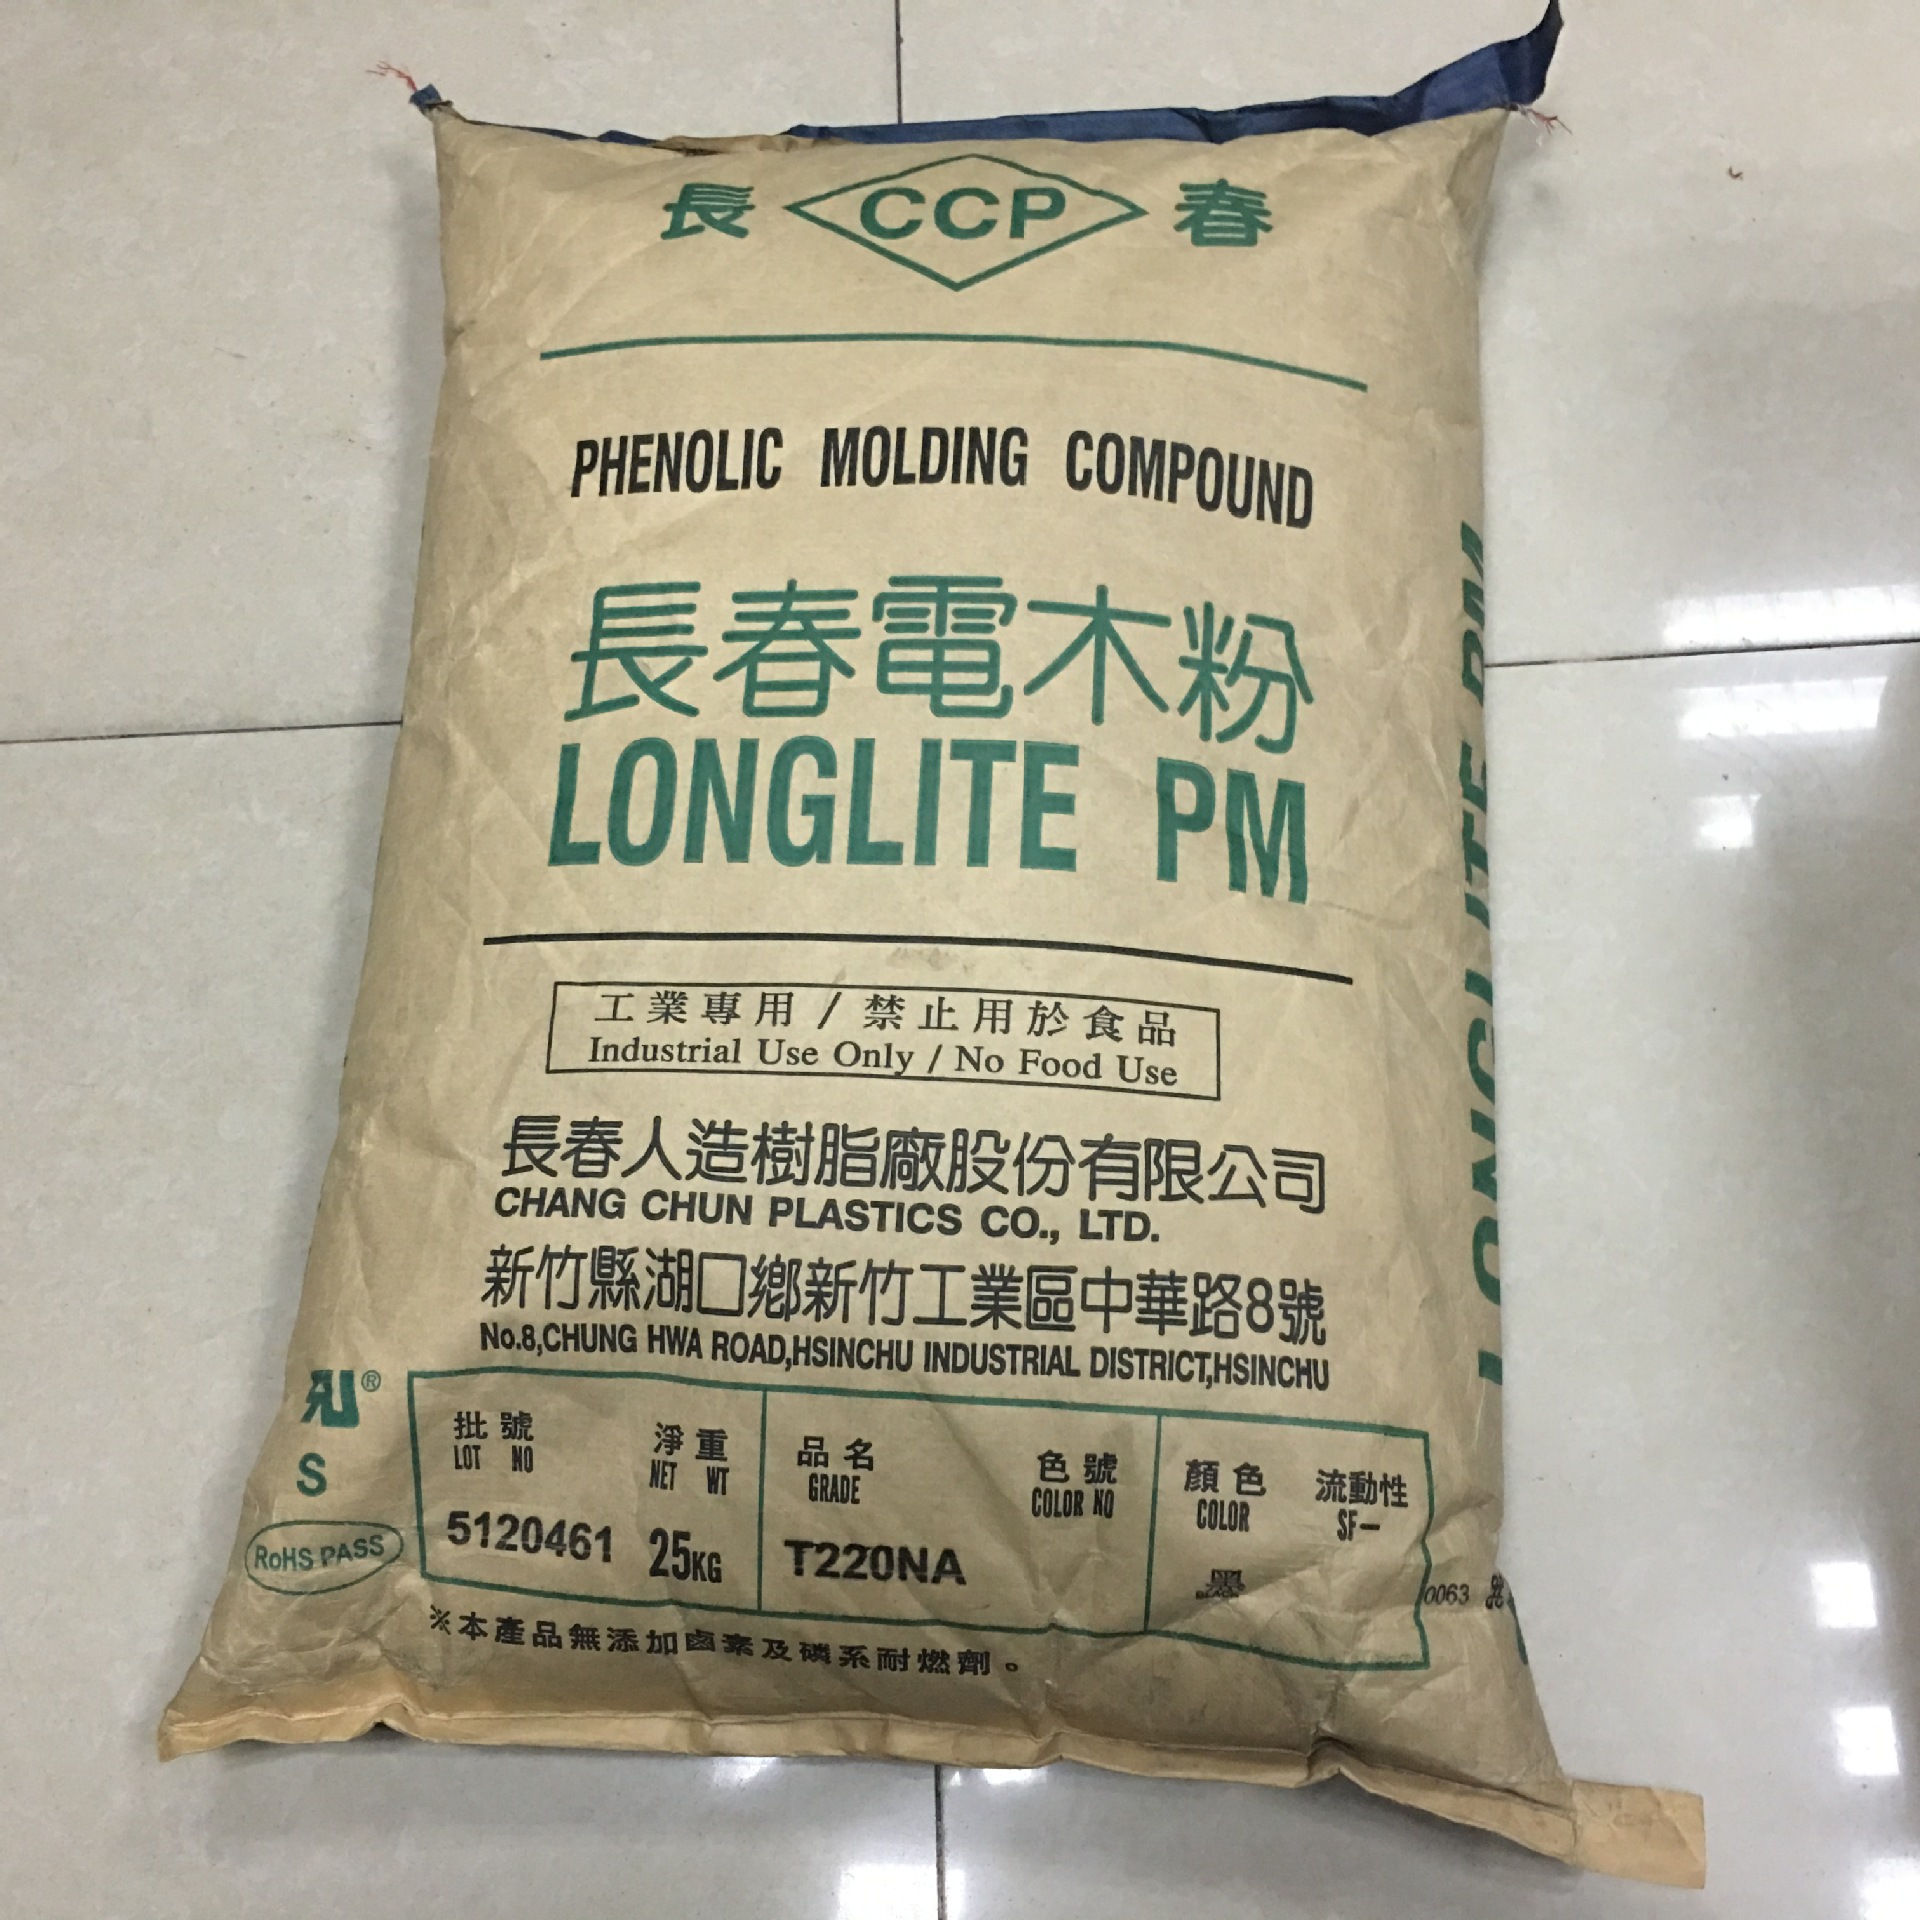 長 CCP 春
PHENOLIC MOLDING COMPOUND
長春電木粉
LONGLITE PM
工業專用 / 禁止用於食品
Industrial Use Only / No Food Use
長春人造樹脂廠股份有限公司
CHANG CHUN PLASTICS CO., LTD.
新竹縣湖口鄉新竹工業區中華路8號
No.8,CHUNG HWA ROAD,HSINCHU INDUSTRIAL DISTRICT,HSINCHU
®
S
RoHS PASS
批號 淨重 品名 色號 顏色 流動性
LOT NO NET WT GRADE COLOR NO COLOR SF—
5120461 25KG T220NA 黑
0063
※本產品無添加鹵素及磷系耐燃劑。
LONGLITE PM